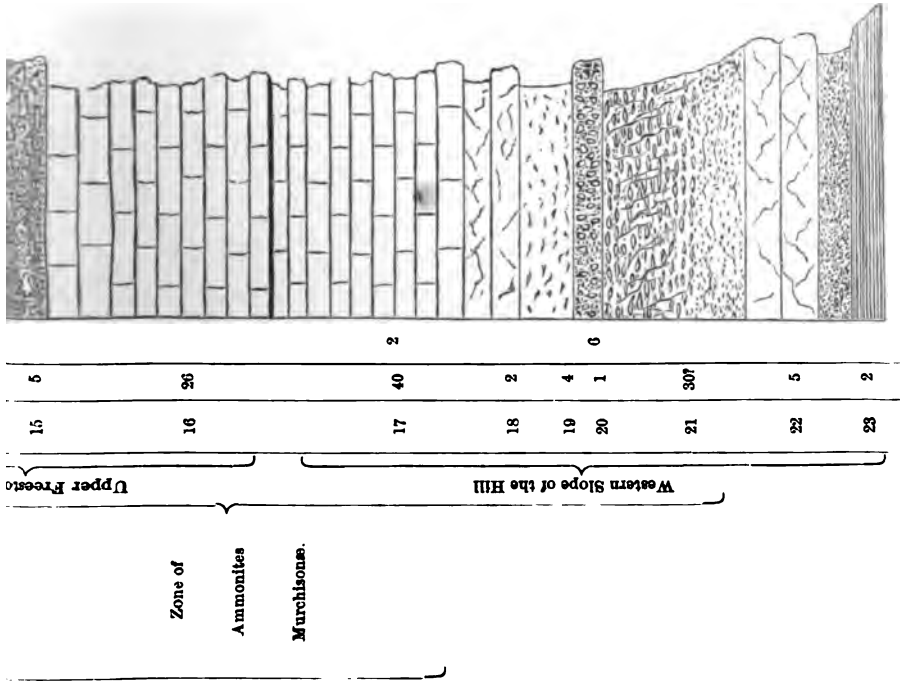 2 6
5 26 40 2 4 1 30? 5 2
15 16 17 18 19 20 21 22 23
Upper Freesto
Western Slope of the Hill
Zone of
Ammonites
Murchisonæ.